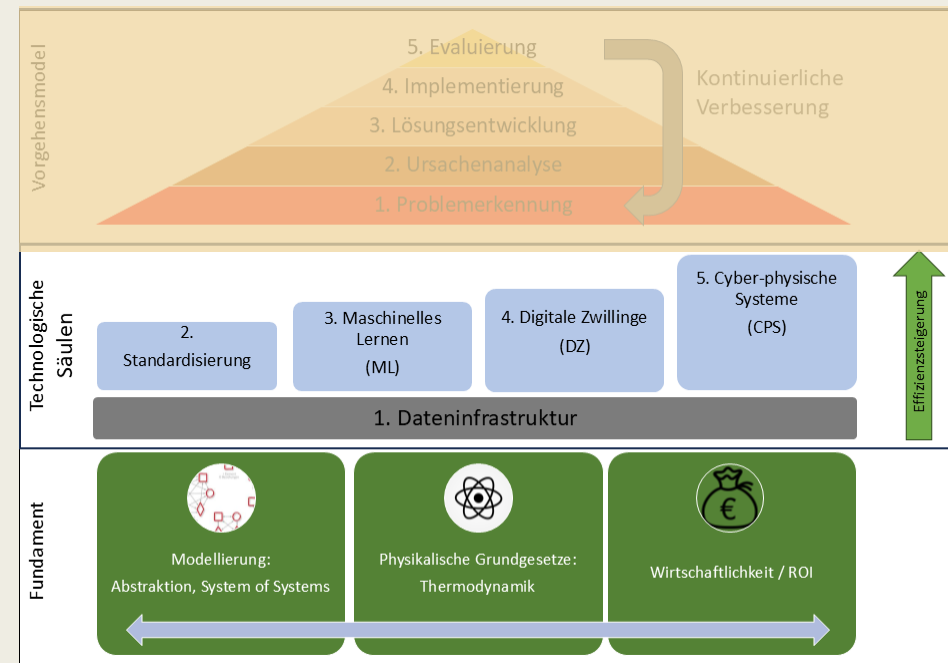 Vorgehensmodel
5. Evaluierung
4. Implementierung
3. Lösungsentwicklung
2. Ursachenanalyse
1. Problemerkennung
Kontinuierliche
Verbesserung
Technologische
Säulen
2.
Standardisierung
3. Maschinelles
Lernen
(ML)
4. Digitale Zwillinge
(DZ)
5. Cyber-physische
Systeme
(CPS)
1. Dateninfrastruktur
Effizienzsteigerung
Fundament
Modellierung:
Abstraktion, System of Systems
Physikalische Grundgesetze:
Thermodynamik
€
Wirtschaftlichkeit / ROI